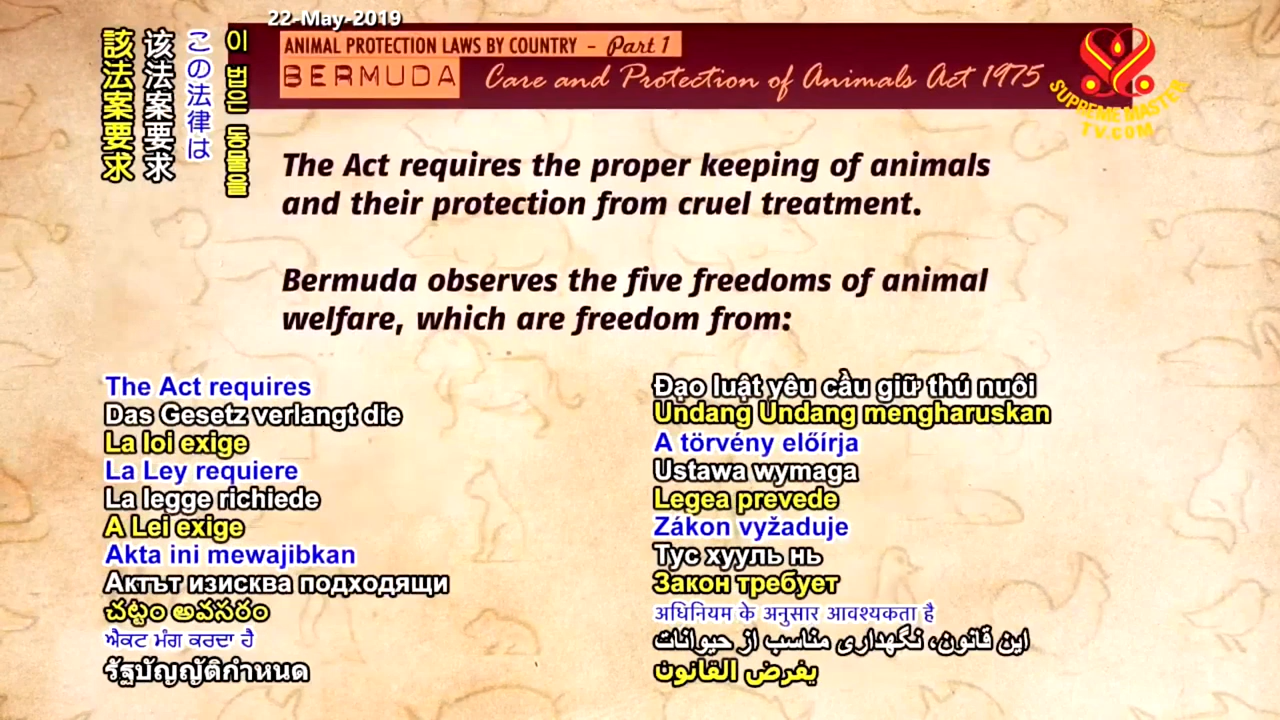 22-May-2019
ANIMAL PROTECTION LAWS BY COUNTRY - Part 1
BERMUDA Care and Protection of Animals Act 1975
SUPREME MASTER
TV.COM
該法案要求
该法案要求
この法律は
이 법은 동물을
The Act requires the proper keeping of animals
and their protection from cruel treatment.
Bermuda observes the five freedoms of animal
welfare, which are freedom from:
The Act requires
Das Gesetz verlangt die
La loi exige
La Ley requiere
La legge richiede
A Lei exige
Akta ini mewajibkan
Актът изисква подходящи
చట్టం అవసరం
ਐਕਟ ਮੰਗ ਕਰਦਾ ਹੈ
รัฐบัญญัติกำหนด
Đạo luật yêu cầu giữ thú nuôi
Undang Undang mengharuskan
A törvény előírja
Ustawa wymaga
Legea prevede
Zákon vyžaduje
Тус хууль нь
Закон требует
अधिनियम के अनुसार आवश्यकता है
این قانون، نگهداری مناسب از حیوانات
يفرض القانون